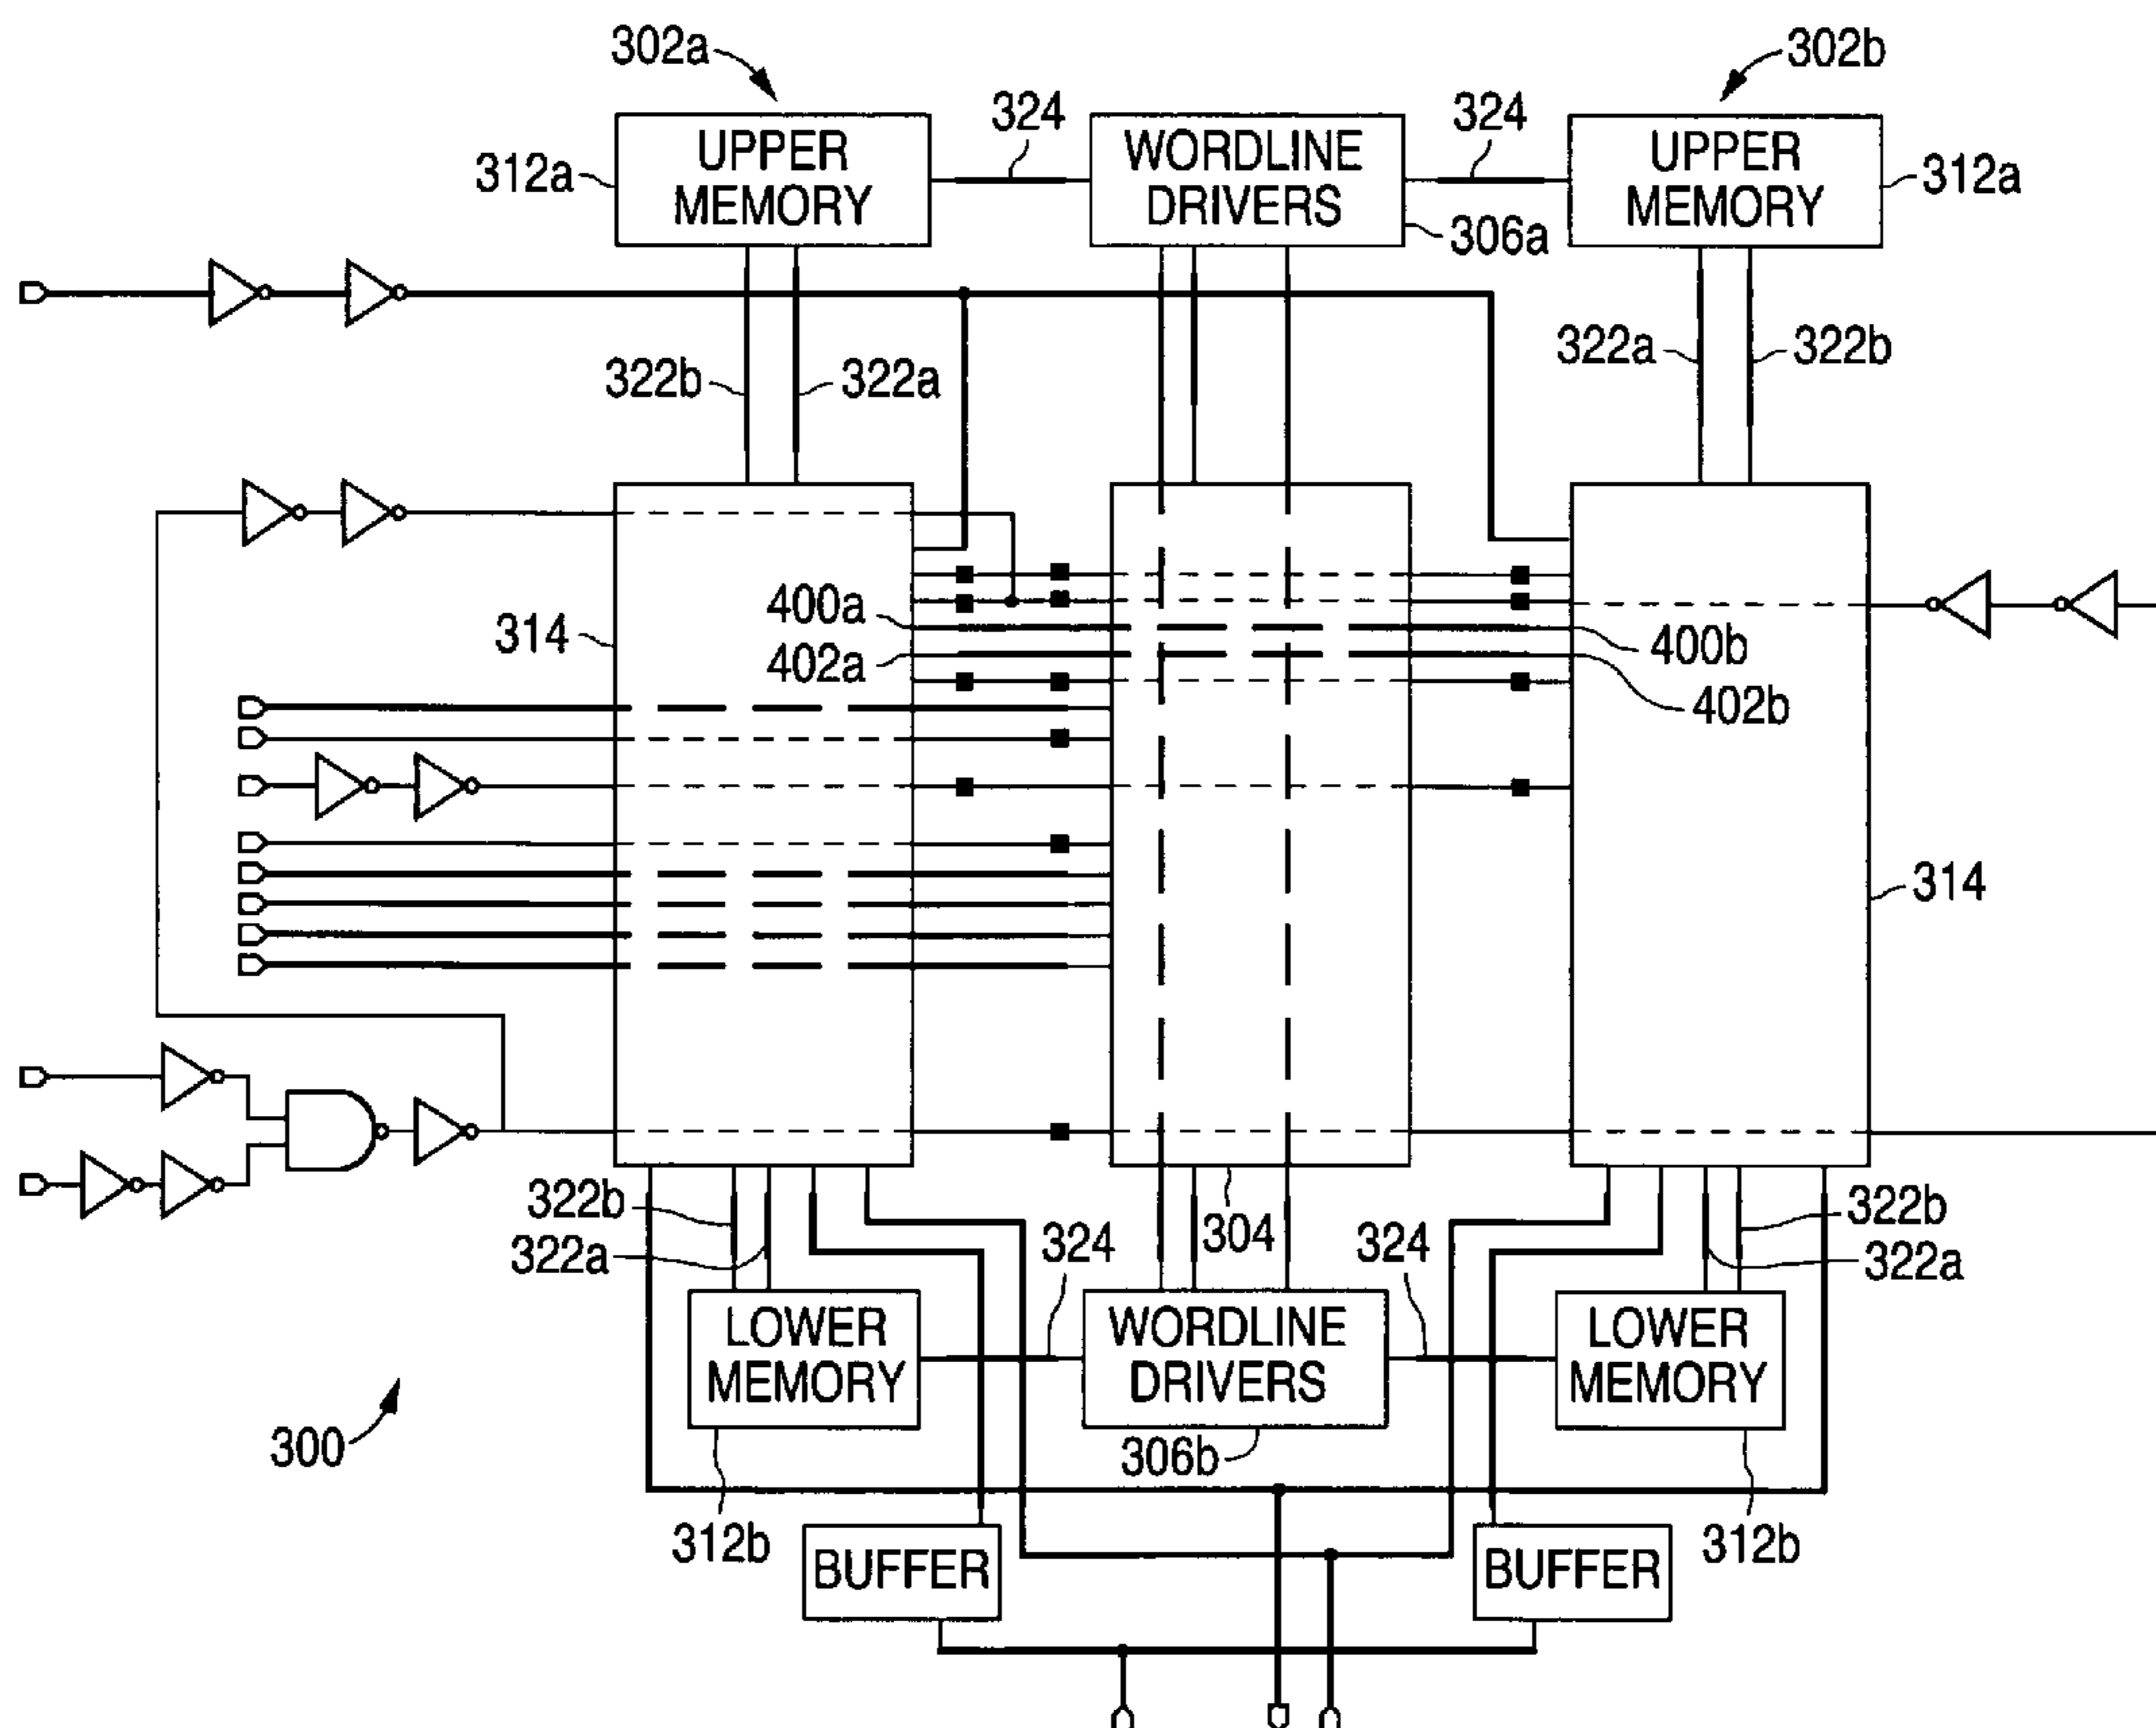 302a
302b
324
324
UPPER
MEMORY
WORDLINE
DRIVERS
UPPER
MEMORY
312a
312a
306a
322b
322a
322a
322b
314
400a
402a
400b
402b
314
322b
322a
304
324
324
322b
322a
LOWER
MEMORY
WORDLINE
DRIVERS
LOWER
MEMORY
300
306b
312b
312b
BUFFER
BUFFER